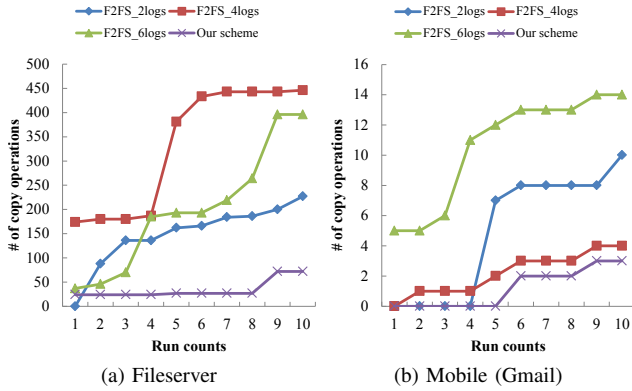 F2FS_2logs F2FS_4logs
F2FS_6logs Our scheme
500
450
400
350
300
250
200
150
100
50
0
# of copy operations
1 2 3 4 5 6 7 8 9 10
Run counts
(a) Fileserver
F2FS_2logs F2FS_4logs
F2FS_6logs Our scheme
16
14
12
10
8
6
4
2
0
# of copy operations
1 2 3 4 5 6 7 8 9 10
Run counts
(b) Mobile (Gmail)